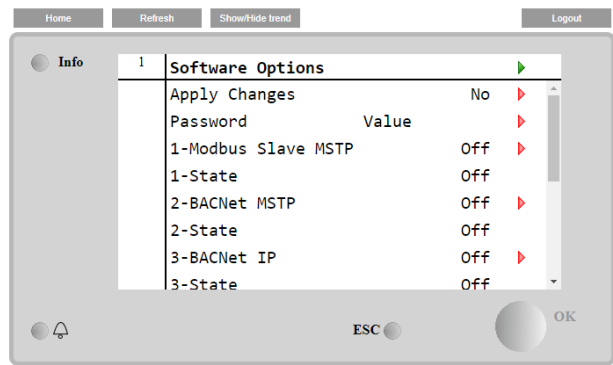 Home Refresh Show/Hide trend Logout
Info
1 Software Options
Apply Changes No
Password Value
1-Modbus Slave MSTP Off
1-State Off
2-BACNet MSTP Off
2-State Off
3-BACNet IP Off
3-State Off
ESC OK